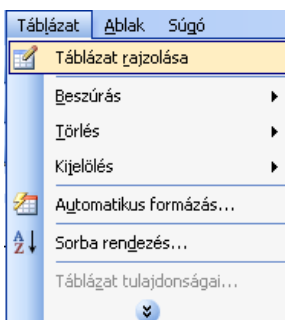 Táblázat Ablak Súgó
Táblázat rajzolása
Beszúrás
Törlés
Kijelölés
Automatikus formázás...
Sorba rendezés...
Táblázat tulajdonságai...